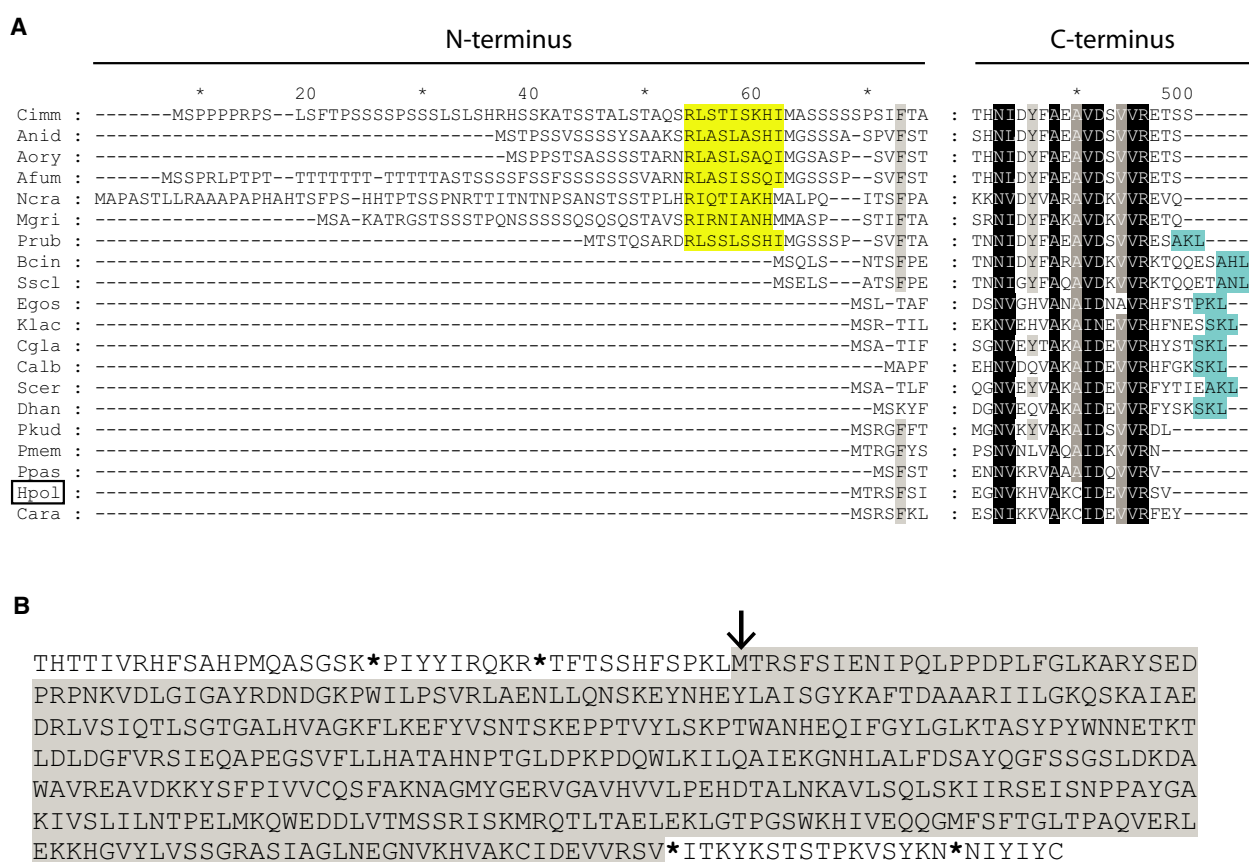 A
N-terminus C-terminus
* 20 * 40 * 60 * * 500
Cimm : -------MSPPPPRPS--LSFTPSSSSPSSSLSLSHRHSSKATSSTALSTAQSRLSTISKHIMASSSSSPSIFTA : THNIDYFAEAVDSVVRETSS-----
Anid : ------------------------------------MSTPSSVSSSSYSAAKSRLASLASHIMGSSSA-SPVFST : SHNLDYFAEAVDSVVRETS------
Aory : -------------------------------------MSPPSTSASSSSTARNRLASLSAQIMGSASP--SVFST : THNIDYFAEAVDSVVRETS------
Afum : ------MSSPRLPTPT--TTTTTTT-TTTTTASTSSSSFSSFSSSSSSSVARNRLASISSQIMGSSSP--SVFST : THNLDYFAEAVDSVVRETS------
Ncra : MAPASTLLRAAAPAPHAHTSFPS-HHTPTSSPNRTTITNTNPSANSTSSTPLHRIQTIAKHMALPQ---ITSFPA : KKNVDYVARAVDKVVREVQ------
Mgri : --------------------MSA-KATRGSTSSSTPQNSSSSSQSQSQSTAVSRIRNIANHMMASP---STIFTA : SRNIDYFAKAVDKVVRETQ------
Prub : --------------------------------------------MTSTQSARDRLSSLSSHIMGSSSP--SVFTA : TNNIDYFAEAVDSVVRESAKL----
Bcin : -------------------------------------------------------------MSQLS---NTSFPE : TNNIDYFARAVDKVVRKTQQESAHL
Sscl : -------------------------------------------------------------MSELS---ATSFPE : TNNIGYFAQAVDKVVRKTQQETANL
Egos : --------------------------------------------------------------------MSL-TAF : DSNVGHVANAIDNAVRHFSTPKL--
Klac : --------------------------------------------------------------------MSR-TIL : EKNVEHVAKAINEVVRHFNESSKL-
Cgla : --------------------------------------------------------------------MSA-TIF : SGNVEYTAKAIDEVVRHYSTSKL--
Calb : -----------------------------------------------------------------------MAPF : EHNVDQVAKAIDEVVRHFGKSKL--
Scer : --------------------------------------------------------------------MSA-TLF : QGNVEYVAKAIDEVVRFYTIEAKL-
Dhan : ----------------------------------------------------------------------MSKYF : DGNVEQVAKAIDEVVRFYSKSKL--
Pkud : --------------------------------------------------------------------MSRGFFT : MGNVKYVAKAIDSVVRDL-------
Pmem : --------------------------------------------------------------------MTRGFYS : PSNVNLVAQAIDKVVRN--------
Ppas : ----------------------------------------------------------------------MSFST : ENNVKRVAAAIDQVVRV--------
Hpol : --------------------------------------------------------------------MTRSFSI : EGNVKHVAKCIDEVVRSV-------
Cara : --------------------------------------------------------------------MSRSFKL : ESNIKKVAKCIDEVVRFEY------
B
THTTIVRHFSAHPMQASGSK*PIYYIRQKR*TFTSSHFSPKLMTRSFSIENIPQLPPDPLFGLKARYSED
PRPNKVDLGIGAYRDNDGKPWILPSVRLAENLLQNSKEYNHEYLAISGYKAFTDAAARIILGKQSKAIAE
DRLVSIQTLSGTGALHVAGKFLKEFYVSNTSKEPPTVYLSKPTWANHEQIFGYLGLKTASYPYWNNETKT
LDLDGFVRSIEQAPEGSVFLLHATAHNPTGLDPKPDQWLKILQAIEKGNHLALFDSAYQGFSSGSLDKDA
WAVREAVDKKYSFPIVVCQSFAKNAGMYGERVGAVHVVLPEHDTALNKAVLSQLSKIIRSEISNPPAYGA
KIVSLILNTPELMKQWEDDLVTMSSRISKMRQTLTAELEKLGTPGSWKHIVEQQGMFSFTGLTPAQVERL
EKKHGVYLVSSGRASIAGLNEGNVKHVAKCIDEVVRSV*ITKYKSTSTPKVSYKN*NIYIYC